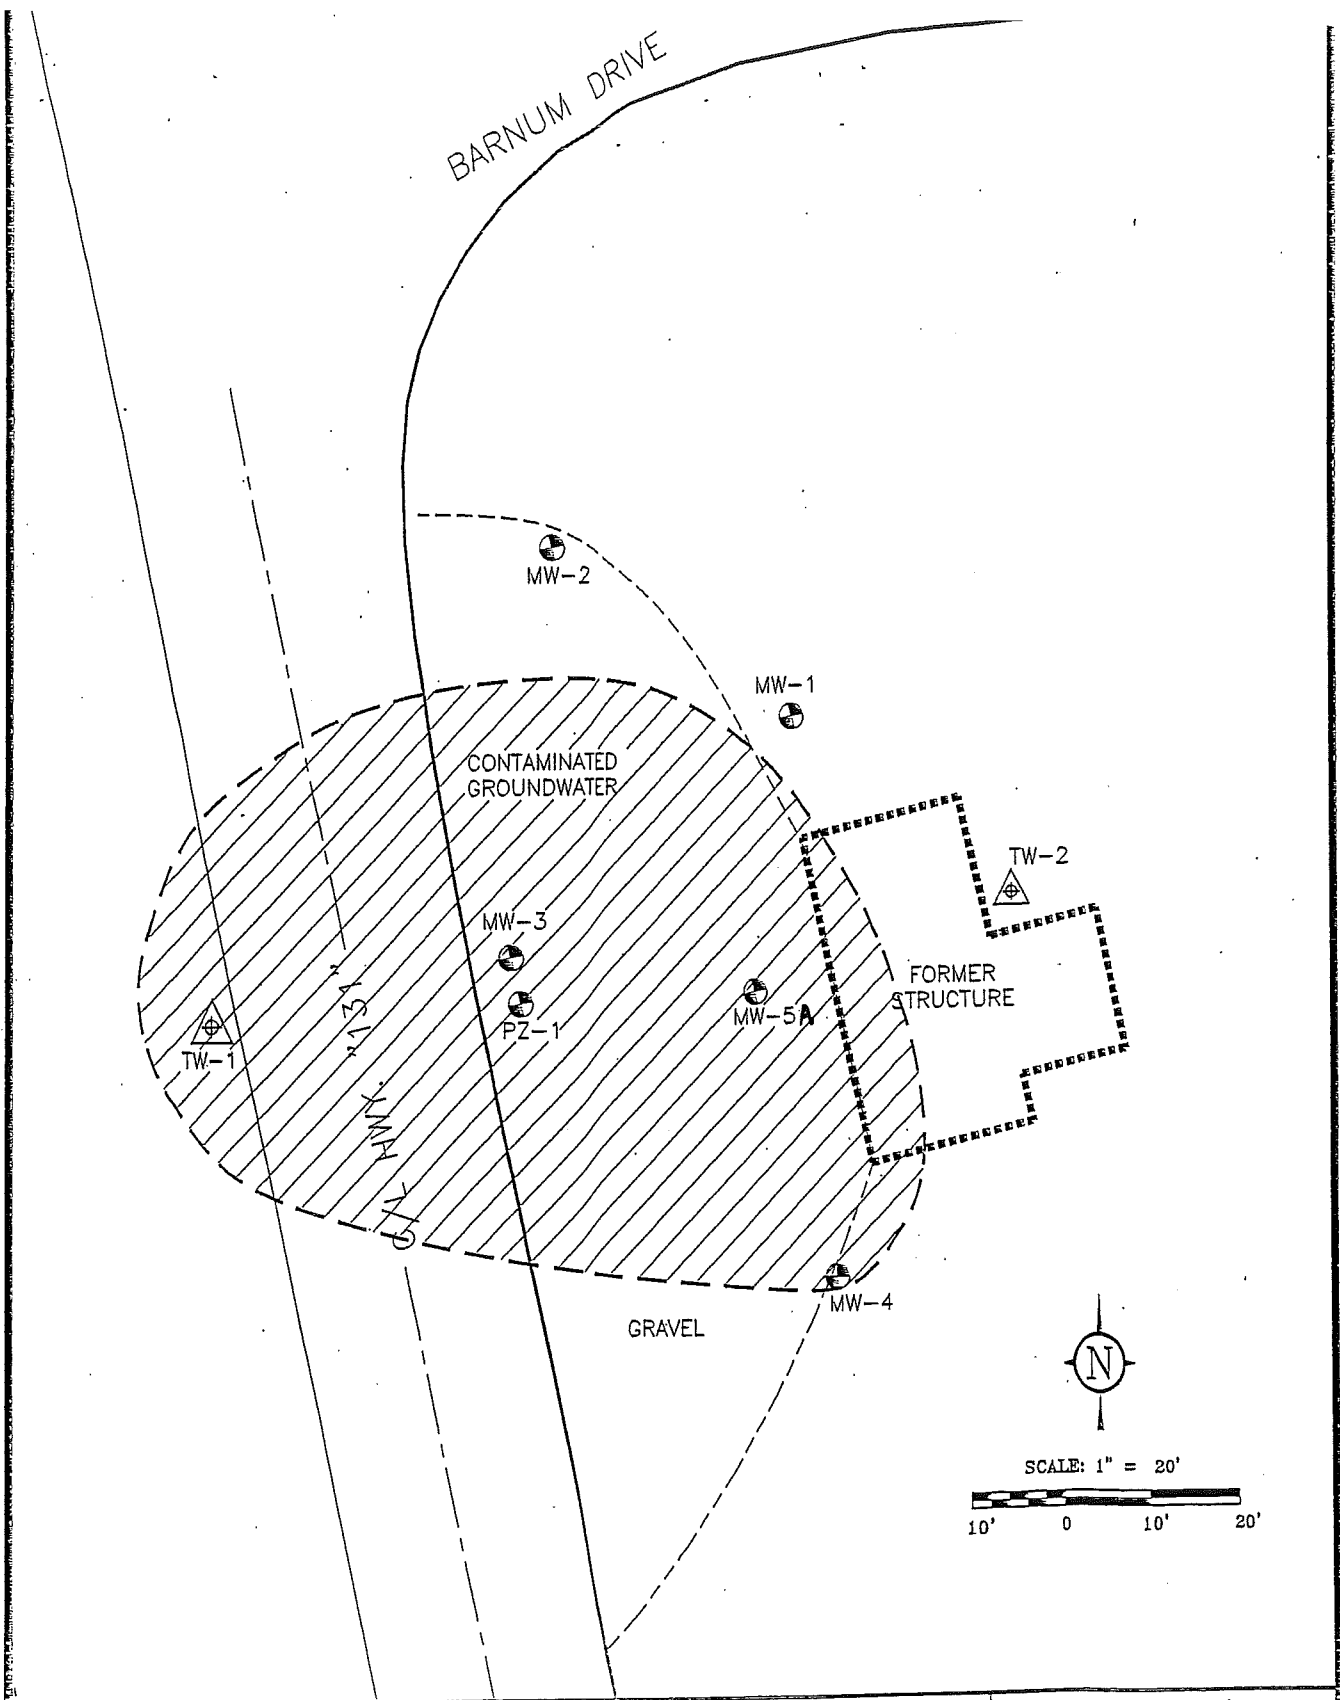 BARNUM DRIVE
MW-2
MW-1
CONTAMINATED
GROUNDWATER
TW-2
MW-3
FORMER
STRUCTURE
MW-5A
PZ-1
TW-1
C/L HWY. "131"
MW-4
GRAVEL
N
SCALE: 1" = 20'
10' 0 10' 20'